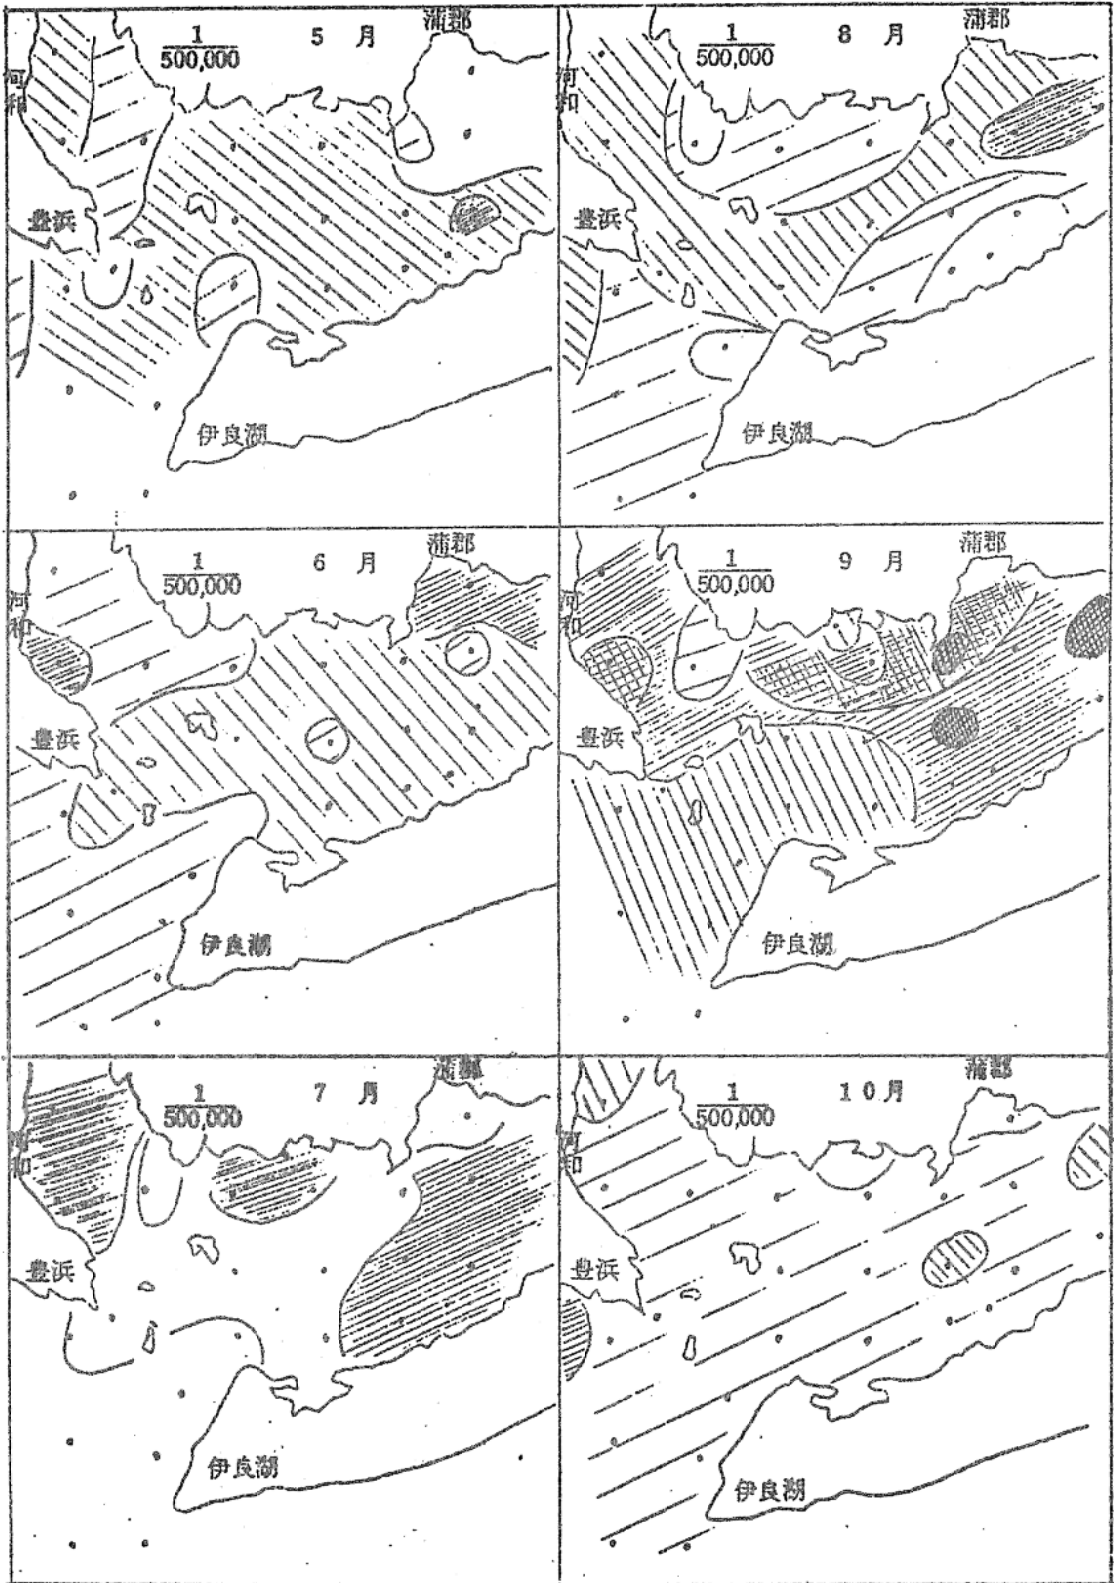 蒲郡
1
500,000
5 月
河和
豊浜
伊良湖
蒲郡
1
500,000
8 月
河和
豊浜
伊良湖
蒲郡
1
500,000
6 月
河和
豊浜
伊良湖
蒲郡
1
500,000
9 月
河和
豊浜
伊良湖
蒲郡
1
500,000
7 月
河和
豊浜
伊良湖
蒲郡
1
500,000
10月
河和
豊浜
伊良湖